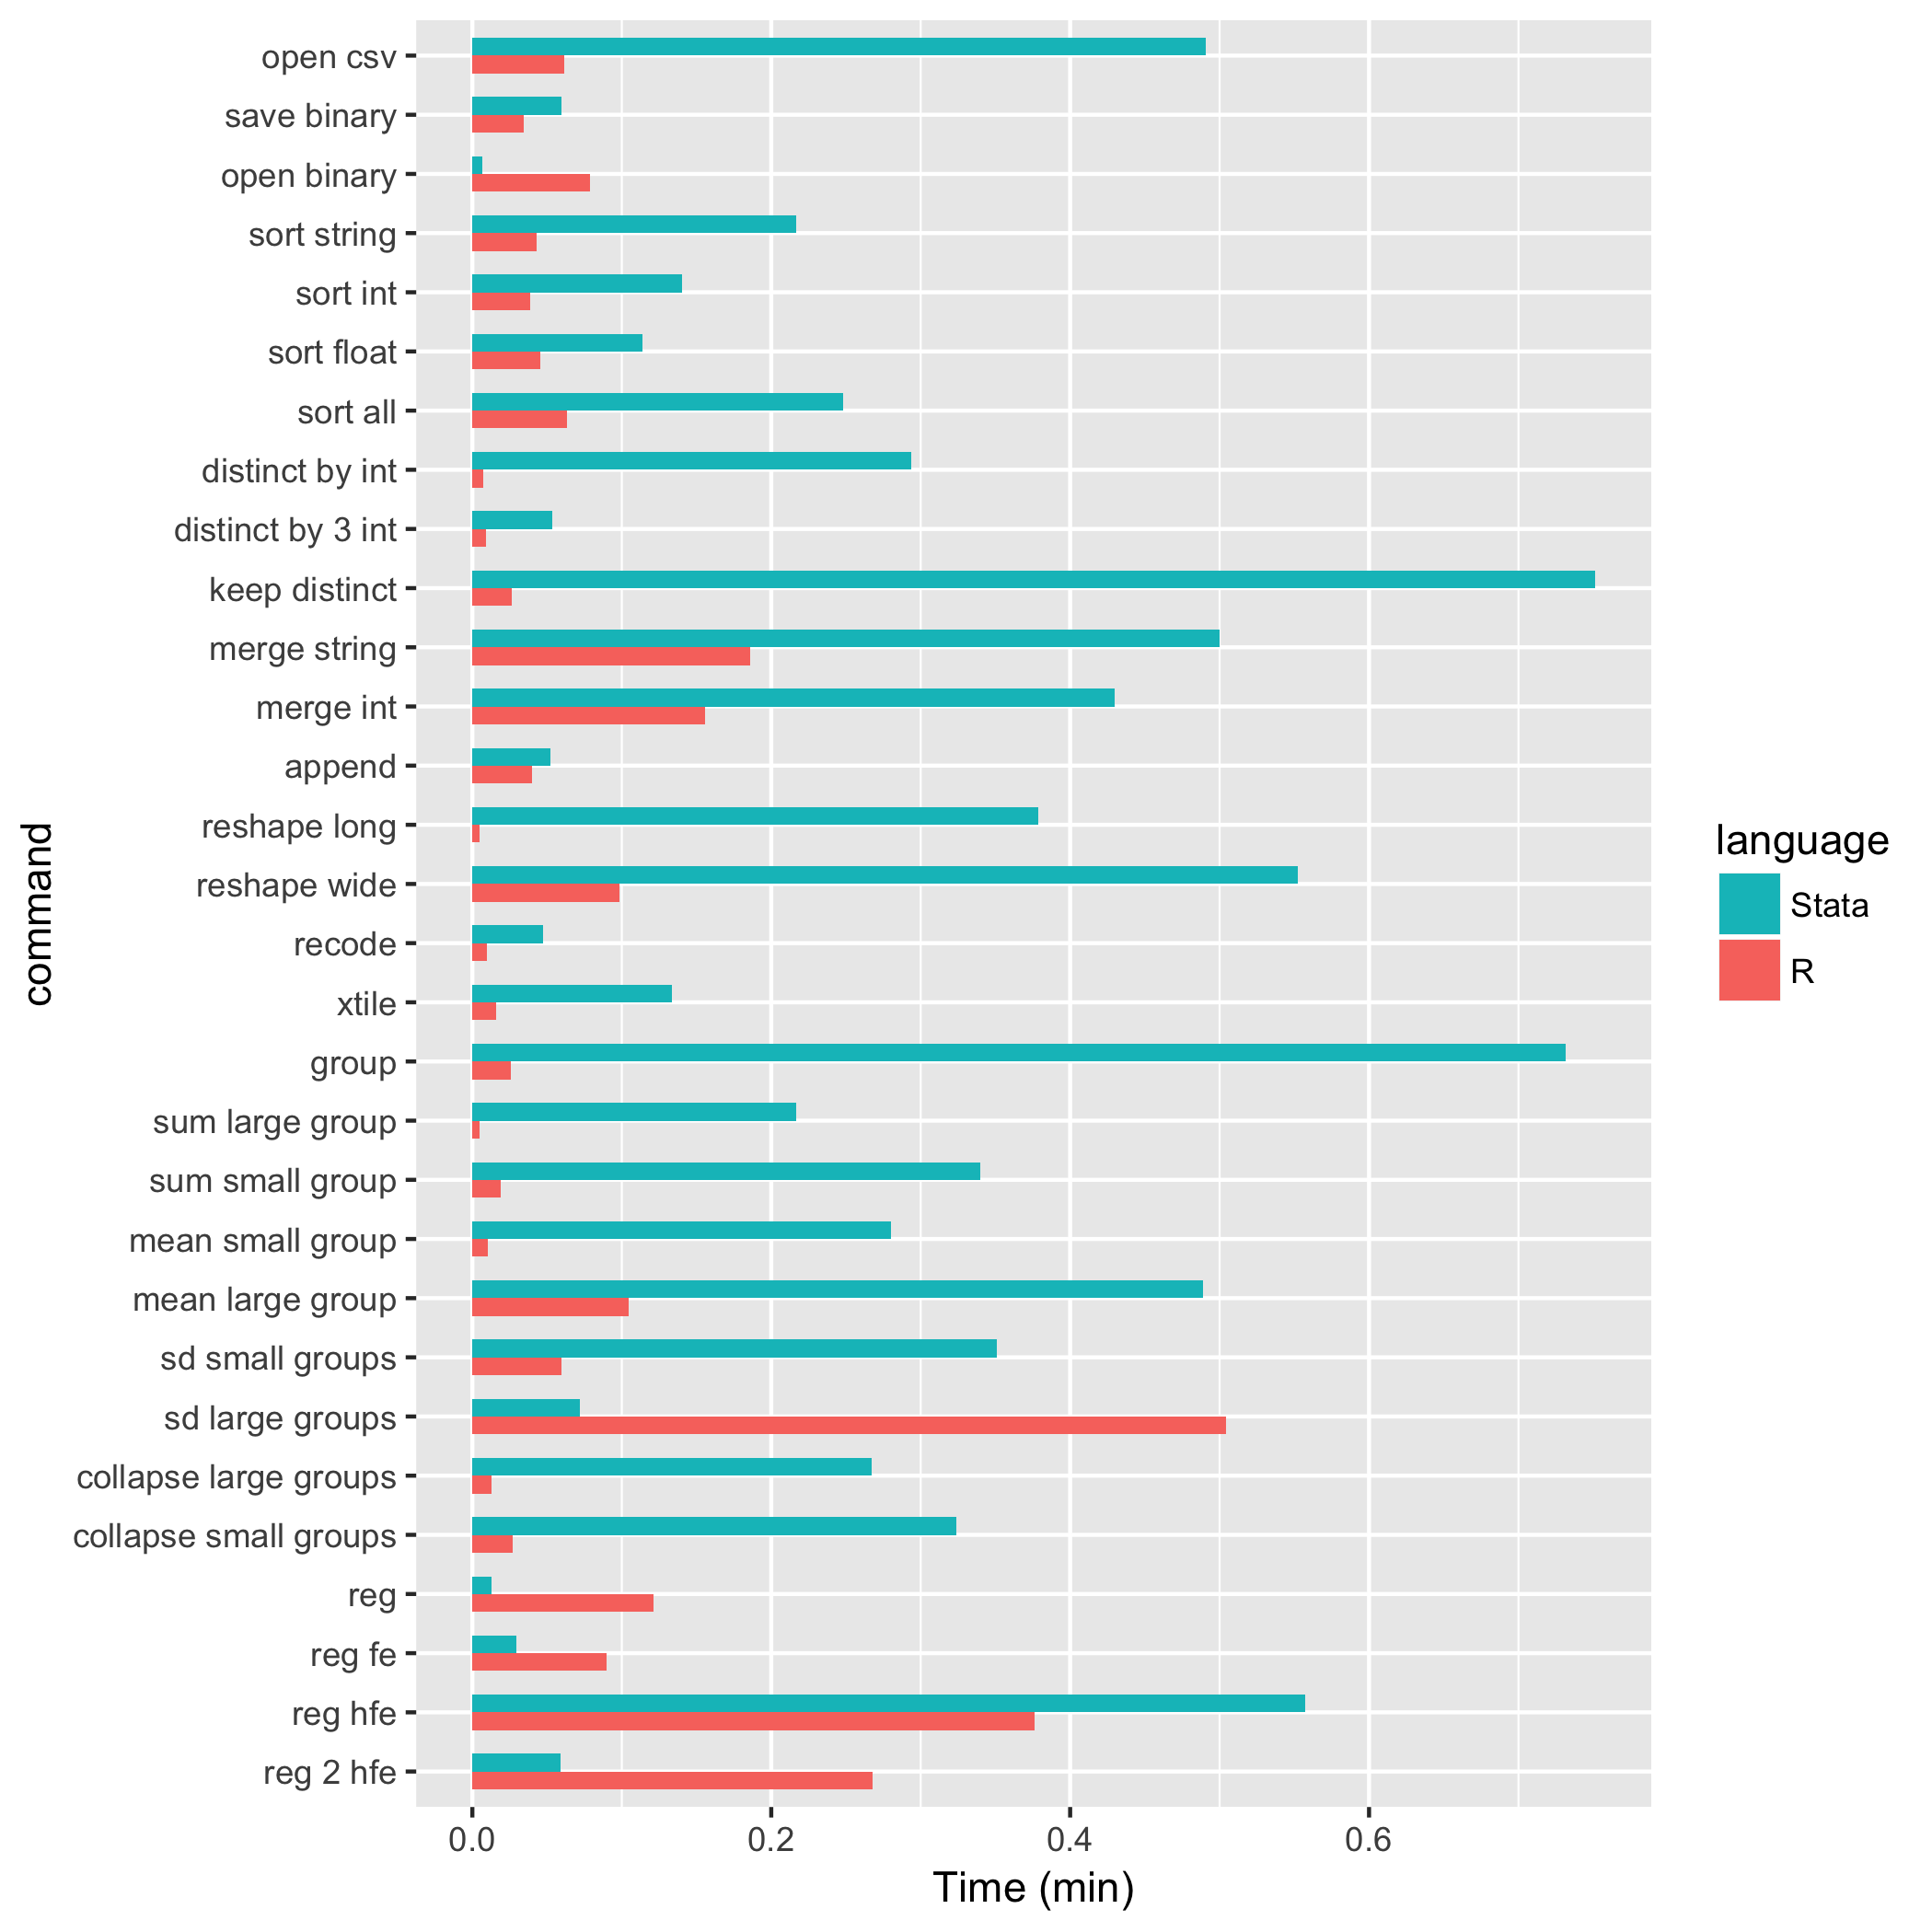 open csv
save binary
open binary
sort string
sort int
sort float
sort all
distinct by int
distinct by 3 int
keep distinct
merge string
merge int
append
reshape long
reshape wide
recode
xtile
group
sum large group
sum small group
mean small group
mean large group
sd small groups
sd large groups
collapse large groups
collapse small groups
reg
reg fe
reg hfe
reg 2 hfe
command
0.0 0.2 0.4 0.6
Time (min)
language
Stata
R